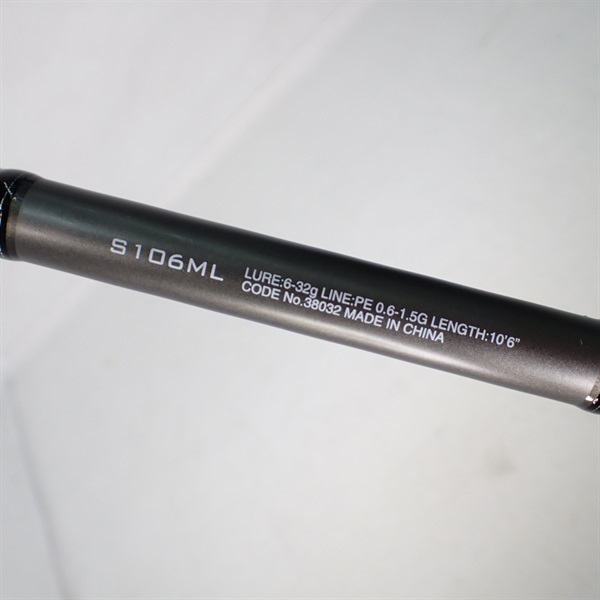 S106ML
LURE:6-32g LINE:PE 0.6-1.5G LENGTH:10'6"
CODE No.38032 MADE IN CHINA